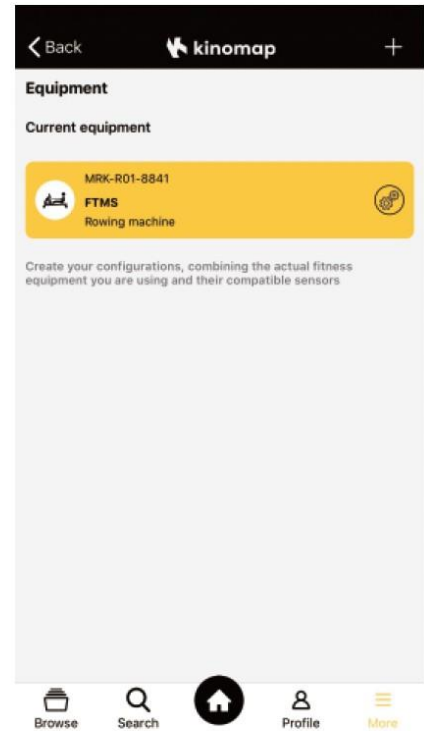 Back
kinomap
+
Equipment
Current equipment
MRK-R01-8841
FTMS
Rowing machine
Create your configurations, combining the actual fitness
equipment you are using and their compatible sensors
Browse
Search
Profile
More